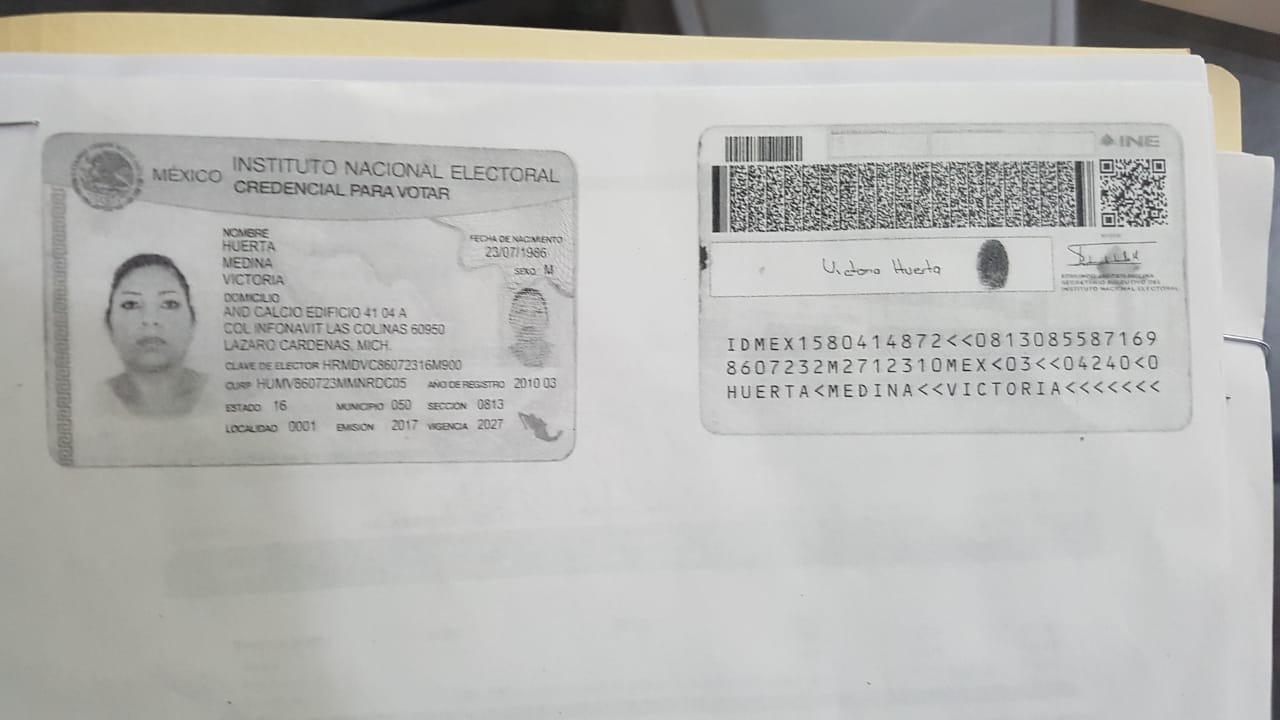 MÉXICO INSTITUTO NACIONAL ELECTORAL
CREDENCIAL PARA VOTAR
NOMBRE
HUERTA
MEDINA
VICTORIA
FECHA DE NACIMIENTO
23/07/1986
SEXO M
DOMICILIO
AND CALCIO EDIFICIO 41 04 A
COL INFONAVIT LAS COLINAS 60950
LAZARO CARDENAS, MICH.
CLAVE DE ELECTOR HRMDVC86072316M900
CURP HUMV860723MMNRDC05 AÑO DE REGISTRO 2010 03
ESTADO 16 MUNICIPIO 050 SECCIÓN 0813
LOCALIDAD 0001 EMISIÓN 2017 VIGENCIA 2027
INE
Victoria Huerta
SECRETARIO EJECUTIVO DEL
INSTITUTO NACIONAL ELECTORAL
IDMEX1580414872<<0813085587169
8607232M2712310MEX<03<<04240<0
HUERTA<MEDINA<<VICTORIA<<<<<<<